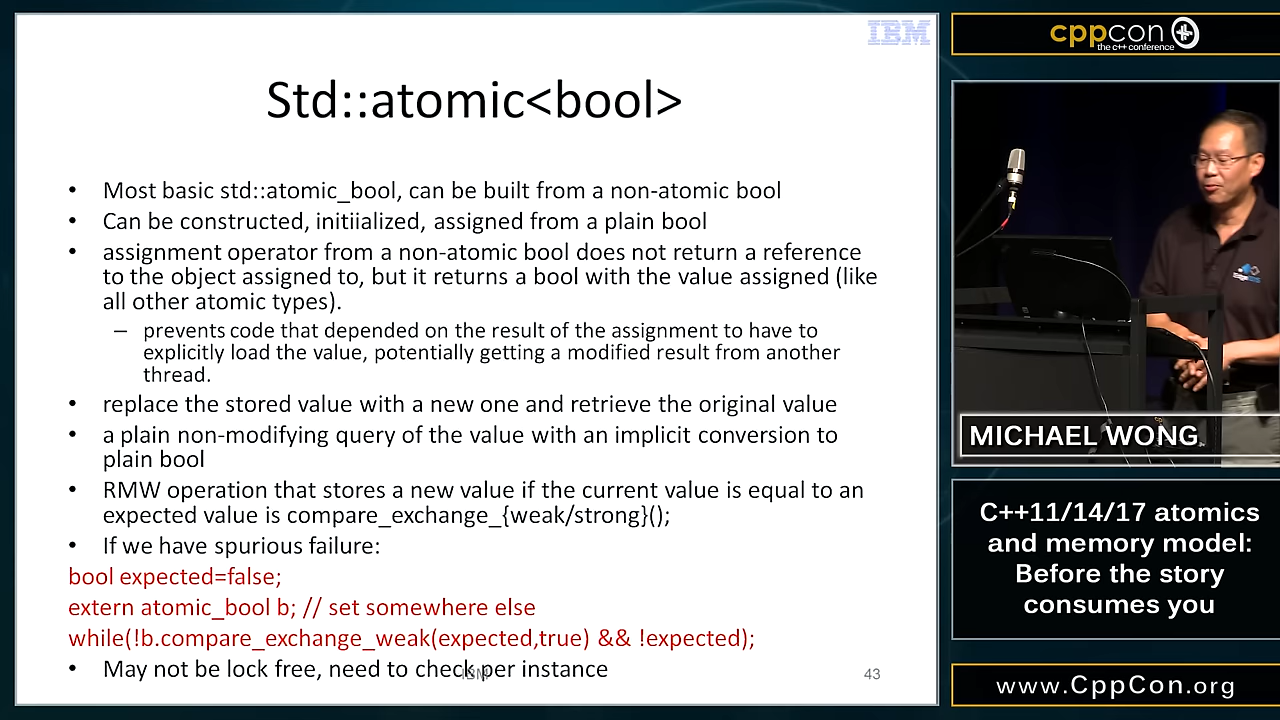 IBM
Std::atomic<bool>
• Most basic std::atomic_bool, can be built from a non-atomic bool
• Can be constructed, initiialized, assigned from a plain bool
• assignment operator from a non-atomic bool does not return a reference
to the object assigned to, but it returns a bool with the value assigned (like
all other atomic types).
– prevents code that depended on the result of the assignment to have to
explicitly load the value, potentially getting a modified result from another
thread.
• replace the stored value with a new one and retrieve the original value
• a plain non-modifying query of the value with an implicit conversion to
plain bool
• RMW operation that stores a new value if the current value is equal to an
expected value is compare_exchange_{weak/strong}();
• If we have spurious failure:
bool expected=false;
extern atomic_bool b; // set somewhere else
while(!b.compare_exchange_weak(expected,true) && !expected);
• May not be lock free, need to check per instance
IBM
43
cppcon
the c++ conference
MICHAEL WONG
C++11/14/17 atomics
and memory model:
Before the story
consumes you
www.CppCon.org